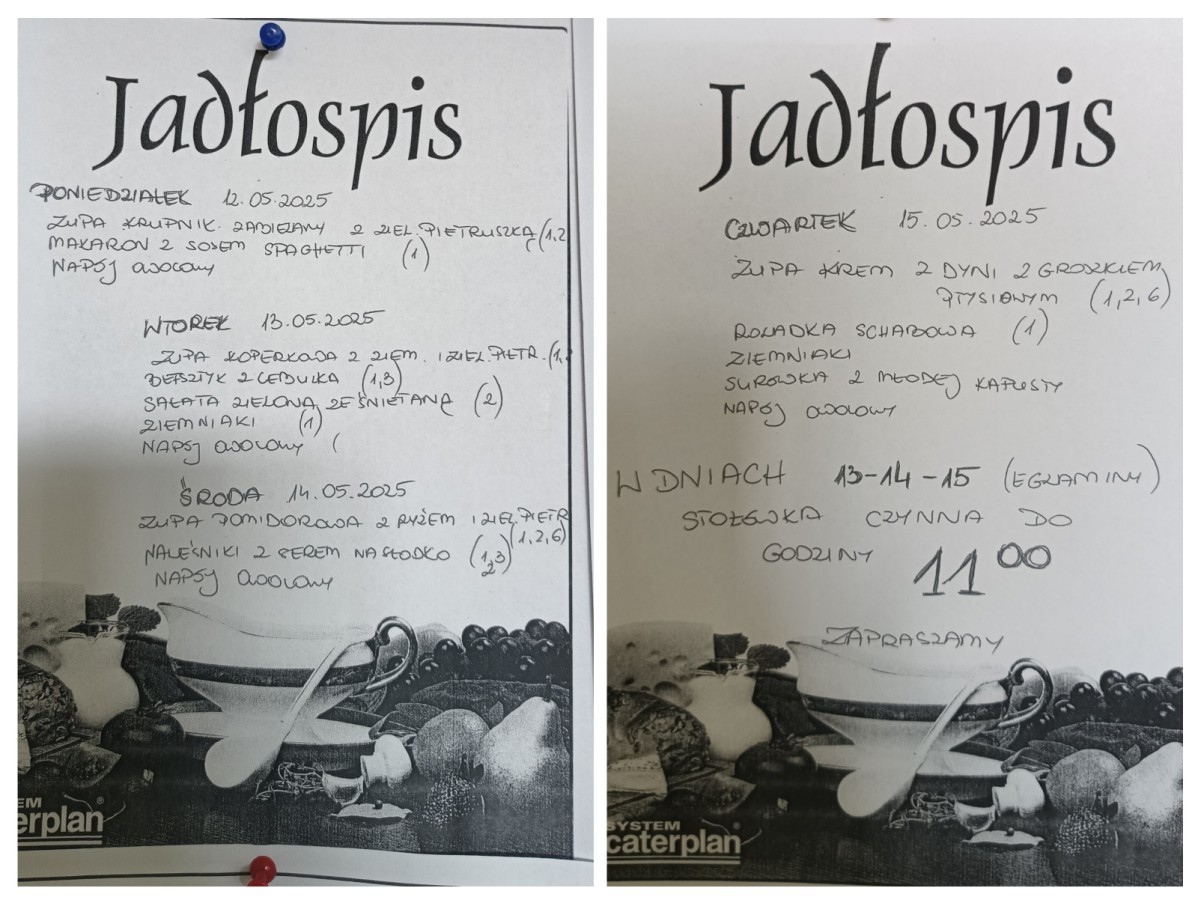 Jadłospis
PONIEDZIAŁEK 12.05.2025
ZUPA KRUPNIK ZABIELANY Z ZIEL. PIETRUSZKĄ (1,2
MAKARON Z SOSEM SPAGHETTI (1)
NAPÓJ OWOCOWY
WTOREK 13.05.2025
ZUPA KOPERKOWA Z ZIEM. I ZIEL. PIETR. (1,
BEFSZTYK Z CEBULKĄ (1,3)
SAŁATA ZIELONA ZE ŚMIETANĄ (2)
ZIEMNIAKI (1)
NAPÓJ OWOCOWY (
ŚRODA 14.05.2025
ZUPA POMIDOROWA Z RYŻEM I ZIEL. PIETR
(1,2,6)
NALEŚNIKI Z SEREM NA SŁODKO (1,3)
2
NAPÓJ OWOCOWY
EM
erplan®
Jadłospis
CZWARTEK 15.05.2025
ZUPA KREM Z DYNI Z GROSZKIEM
PTYSIOWYM (1,2,6)
ROLADKA SCHABOWA (1)
ZIEMNIAKI
SURÓWKA Z MŁODEJ KAPUSTY
NAPÓJ OWOCOWY
W DNIACH 13-14-15 (EGZAMINY)
STOŁÓWKA CZYNNA DO
GODZINY 11⁰⁰
ZAPRASZAMY
SYSTEM
caterplan®